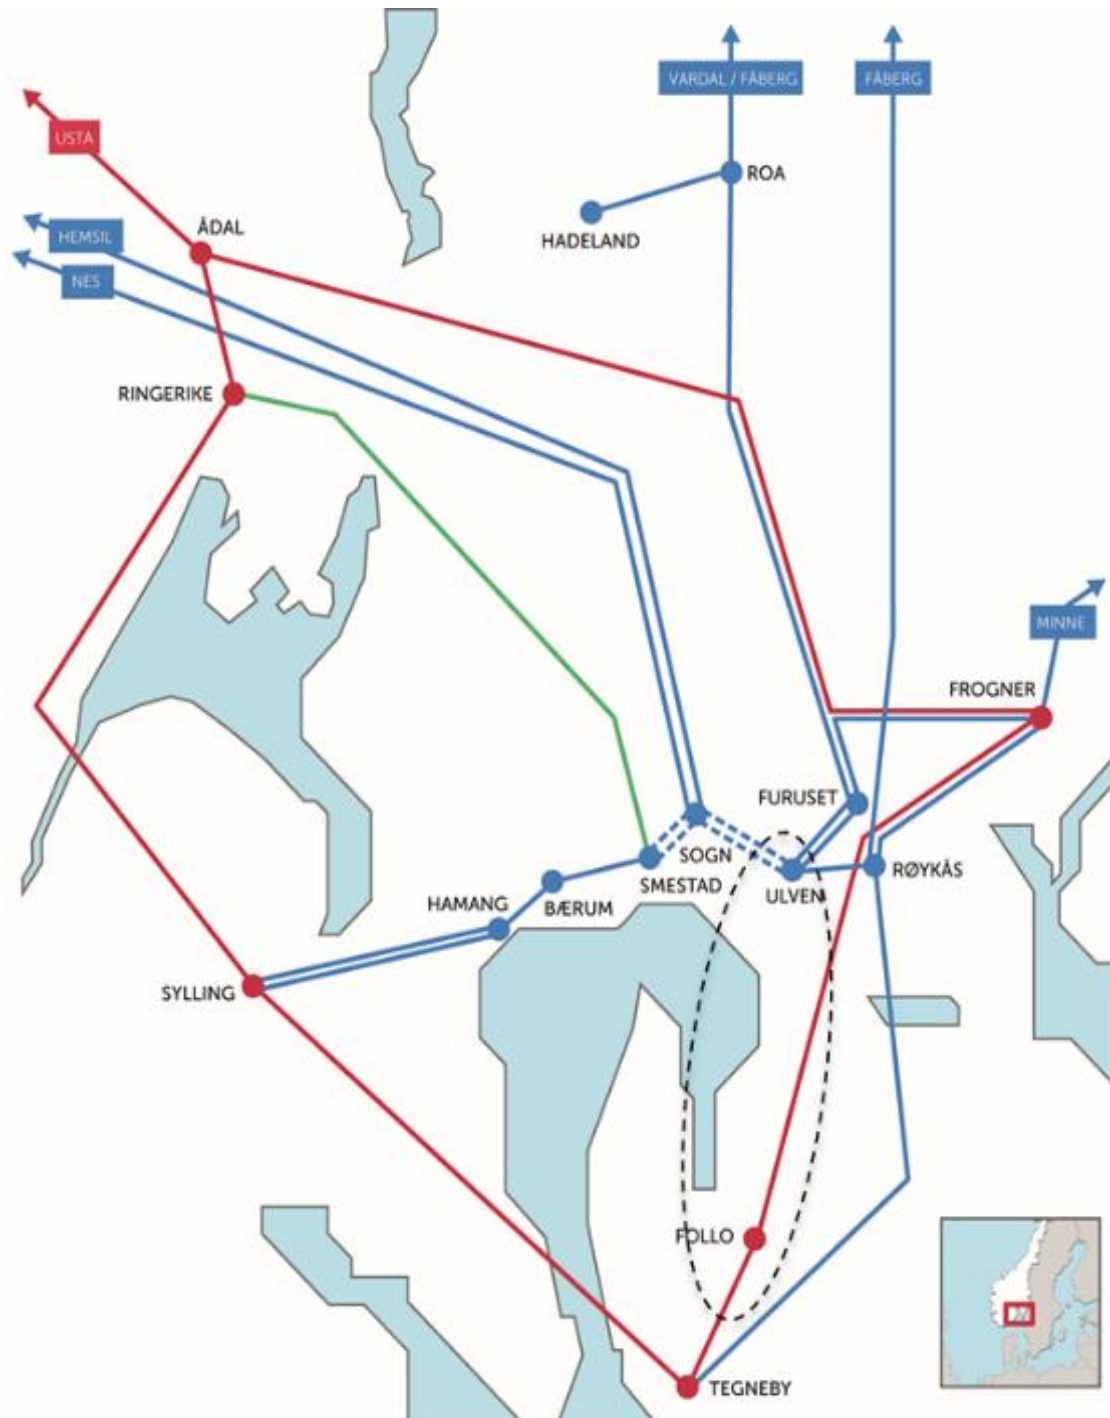 VARDAL / FÅBERG
FÅBERG
USTA
ROA
ÅDAL
HEMSIL
HADELAND
NES
RINGERIKE
MINNE
FROGNER
FURUSET
SOGN
RØYKÅS
SMESTAD
ULVEN
HAMANG
BÆRUM
SYLLING
FOLLO
TEGNEBY